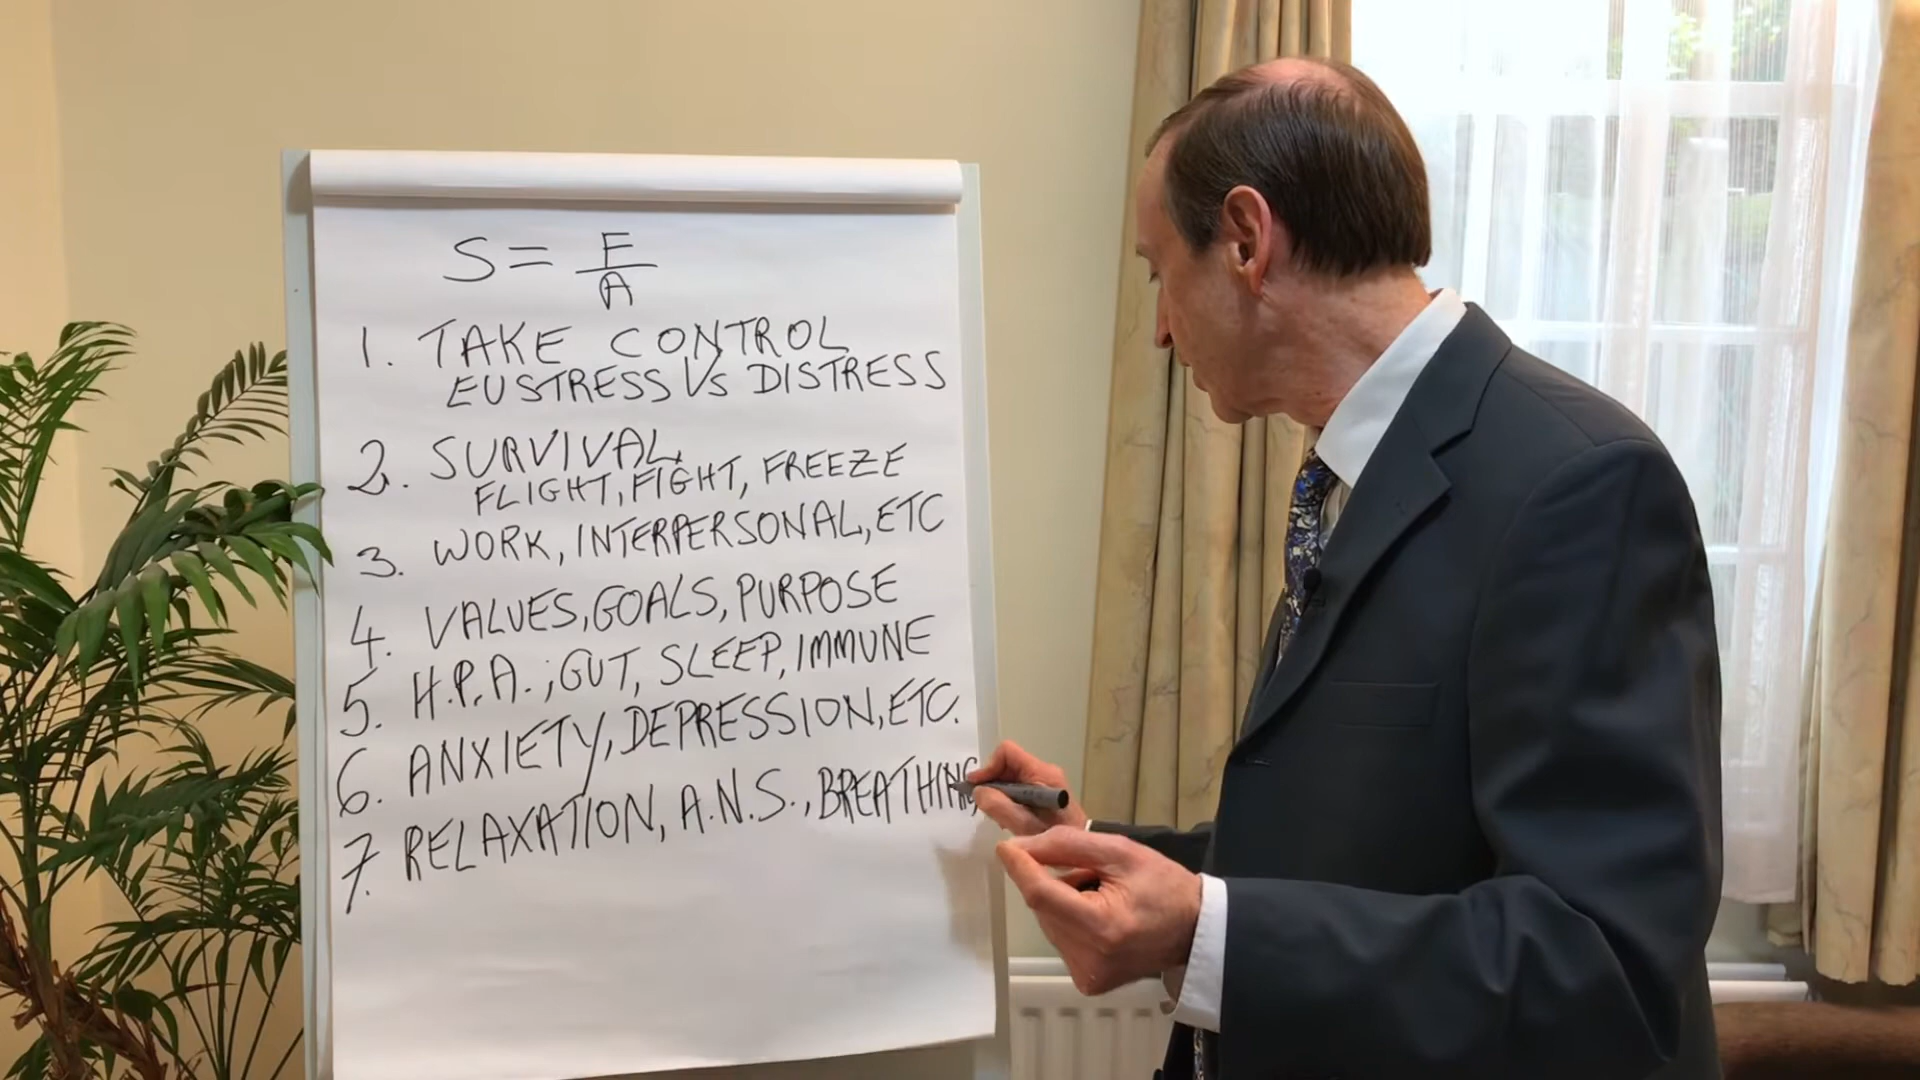 S = F/A
1. TAKE CONTROL
EUSTRESS Vs DISTRESS
2. SURVIVAL,
FLIGHT, FIGHT, FREEZE
3. WORK, INTERPERSONAL, ETC
4. VALUES, GOALS, PURPOSE
5. H.P.A.; GUT, SLEEP, IMMUNE
6. ANXIETY, DEPRESSION, ETC.
7. RELAXATION, A.N.S., BREATHING